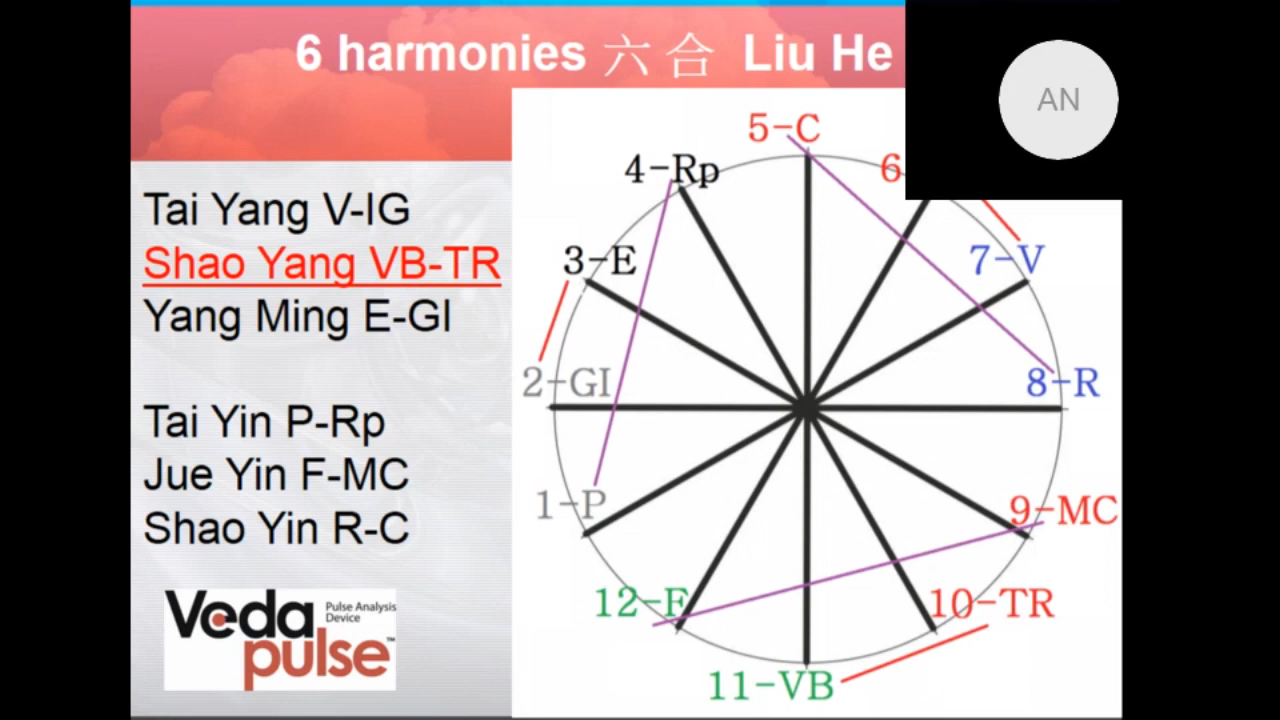 6 harmonies 六合 Liu He
AN
Tai Yang V-IG
Shao Yang VB-TR
Yang Ming E-GI
Tai Yin P-Rp
Jue Yin F-MC
Shao Yin R-C
Veda
pulse™
Pulse Analysis
Device
5-C
4-Rp
6
3-E
7-V
2-GI
8-R
1-P
9-MC
12-F
10-TR
11-VB